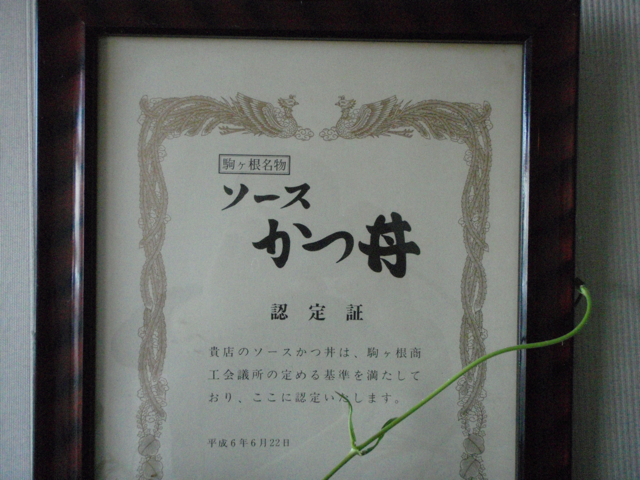 駒ヶ根名物
ソース
かつ丼
認定証
貴店のソースかつ丼は、駒ヶ根商
工会議所の定める基準を満たして
おり、ここに認定いたします。
平成6年6月22日